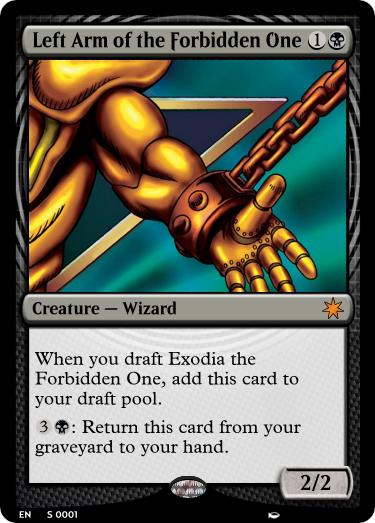 Left Arm of the Forbidden One 1
Creature — Wizard
When you draft Exodia the
Forbidden One, add this card to
your draft pool.
3 : Return this card from your
graveyard to your hand.
2/2
EN S 0001